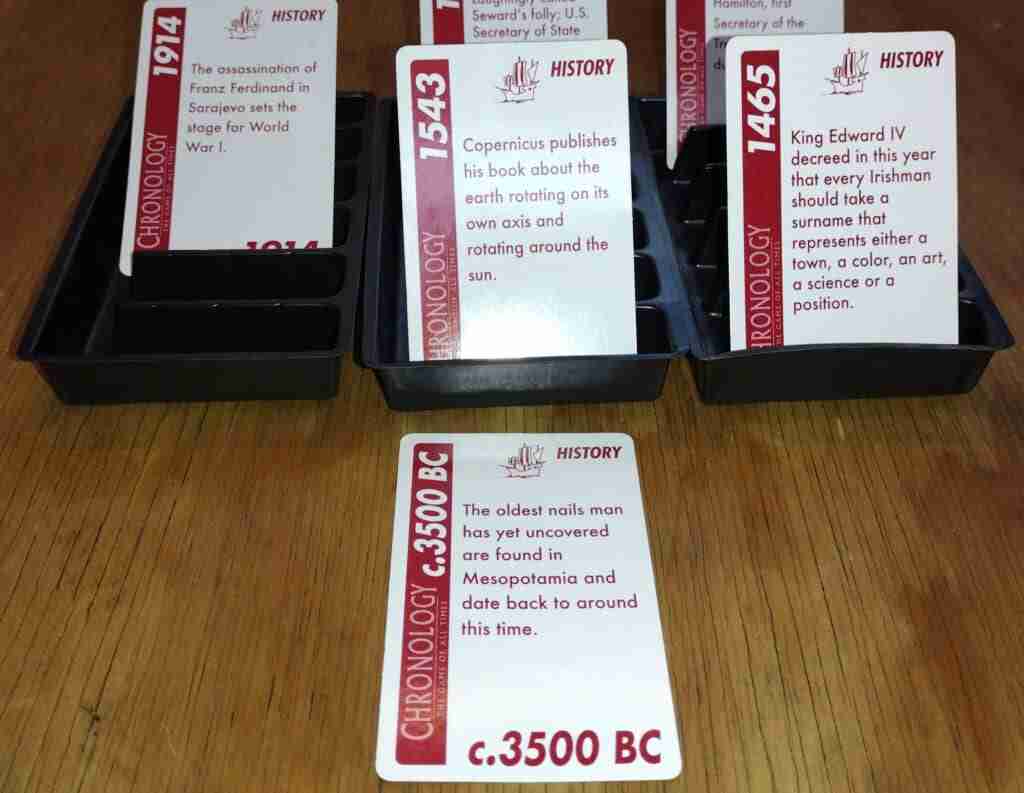 1914
HISTORY
The assassination of
Franz Ferdinand in
Sarajevo sets the
stage for World
War I.
CHRONOLOGY
THE GAME OF ALL TIMES
1914
Seward's folly; U.S.
Secretary of State
Hamilton, first
Secretary of the
CHRONOLOGY
1543
HISTORY
Copernicus publishes
his book about the
earth rotating on its
own axis and
rotating around the
sun.
CHRONOLOGY
THE GAME OF ALL TIMES
1465
HISTORY
King Edward IV
decreed in this year
that every Irishman
should take a
surname that
represents either a
town, a color, an art,
a science or a
position.
CHRONOLOGY
THE GAME OF ALL TIMES
c.3500 BC
HISTORY
The oldest nails man
has yet uncovered
are found in
Mesopotamia and
date back to around
this time.
CHRONOLOGY
THE GAME OF ALL TIMES
c.3500 BC